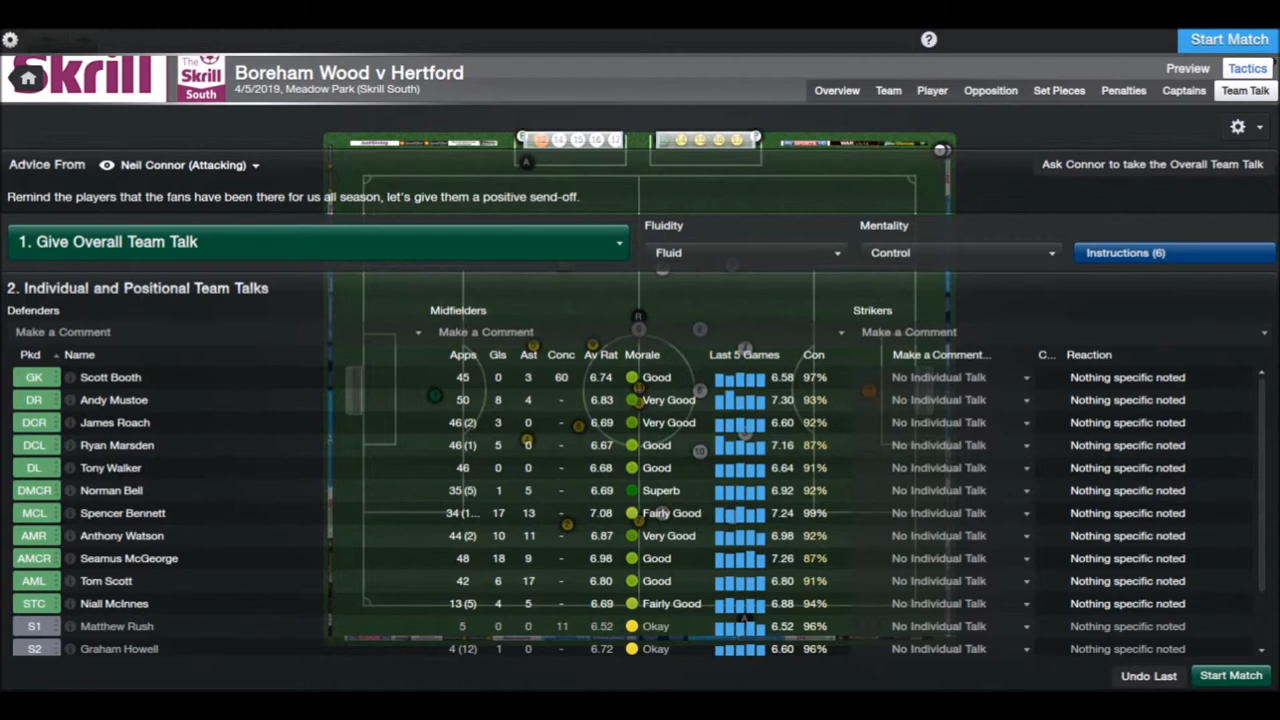 Start Match
Skrill
The
Skrill
South
Boreham Wood v Hertford
4/5/2019, Meadow Park (Skrill South)
Preview
Tactics
Overview
Team
Player
Opposition
Set Pieces
Penalties
Captains
Team Talk
Advice From
Neil Connor (Attacking)
Ask Connor to take the Overall Team Talk
Remind the players that the fans have been there for us all season, let's give them a positive send-off.
1. Give Overall Team Talk
Fluidity
Fluid
Mentality
Control
Instructions (6)
2. Individual and Positional Team Talks
Defenders
Make a Comment
Midfielders
Make a Comment
Strikers
Make a Comment
Pkd Name Apps Gls Ast Conc Av Rat Morale Last 5 Games Con Make a Comment... C... Reaction
GK Scott Booth 45 0 3 60 6.74 Good 6.58 97% No Individual Talk Nothing specific noted
DR Andy Mustoe 50 8 4 - 6.83 Very Good 7.30 93% No Individual Talk Nothing specific noted
DCR James Roach 46 (2) 3 0 - 6.69 Very Good 6.60 92% No Individual Talk Nothing specific noted
DCL Ryan Marsden 46 (1) 5 0 - 6.67 Good 7.16 87% No Individual Talk Nothing specific noted
DL Tony Walker 46 0 0 - 6.68 Good 6.64 91% No Individual Talk Nothing specific noted
DMCR Norman Bell 35 (5) 1 5 - 6.69 Superb 6.92 92% No Individual Talk Nothing specific noted
MCL Spencer Bennett 34 (1... 17 13 - 7.08 Fairly Good 7.24 99% No Individual Talk Nothing specific noted
AMR Anthony Watson 44 (2) 10 11 - 6.87 Very Good 6.98 92% No Individual Talk Nothing specific noted
AMCR Seamus McGeorge 48 18 9 - 6.98 Good 7.26 87% No Individual Talk Nothing specific noted
AML Tom Scott 42 6 17 - 6.80 Good 6.80 91% No Individual Talk Nothing specific noted
STC Niall McInnes 13 (5) 4 5 - 6.69 Fairly Good 6.88 94% No Individual Talk Nothing specific noted
S1 Matthew Rush 5 0 0 11 6.52 Okay 6.52 96% No Individual Talk Nothing specific noted
S2 Graham Howell 4 (12) 1 0 - 6.72 Okay 6.60 96% No Individual Talk Nothing specific noted
Undo Last
Start Match